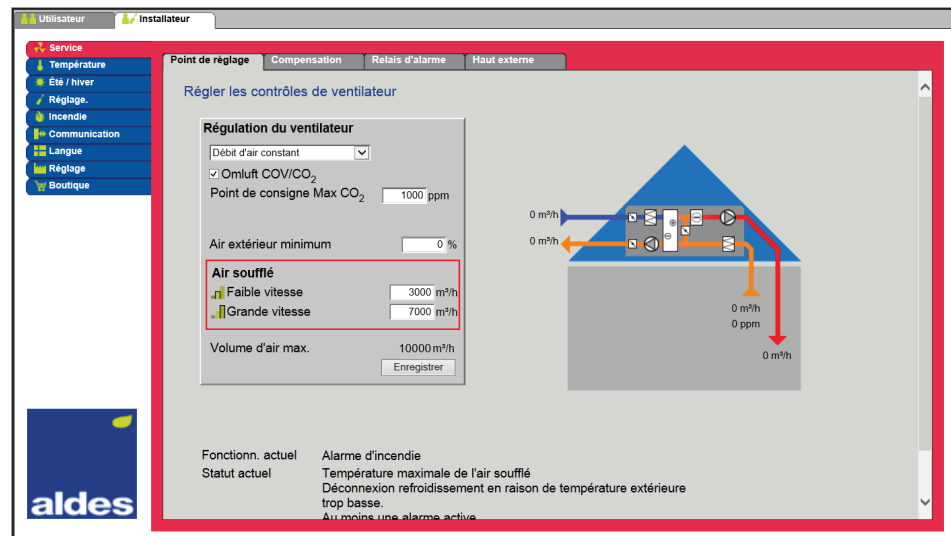 Utilisateur
Installateur
Service
Température
Été / hiver
Réglage.
Incendie
Communication
Langue
Réglage
Boutique
Point de réglage
Compensation
Relais d'alarme
Haut externe
Régler les contrôles de ventilateur
Régulation du ventilateur
Débit d'air constant
Omluft COV/CO2
Point de consigne Max CO2 1000 ppm
Air extérieur minimum 0 %
Air soufflé
Faible vitesse 3000 m³/h
Grande vitesse 7000 m³/h
Volume d'air max. 10000 m³/h
Enregistrer
0 m³/h
0 m³/h
0 m³/h
0 ppm
0 m³/h
Fonctionn. actuel Alarme d'incendie
Statut actuel Température maximale de l'air soufflé
Déconnexion refroidissement en raison de température extérieure
trop basse.
Au moins une alarme active
aldes